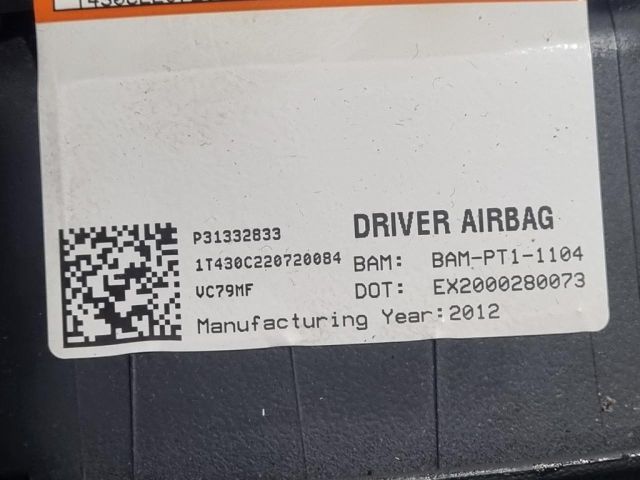 P31332833
1T430C220720084
VC79MF
DRIVER AIRBAG
BAM: BAM-PT1-1104
DOT: EX2000280073
Manufacturing Year:2012